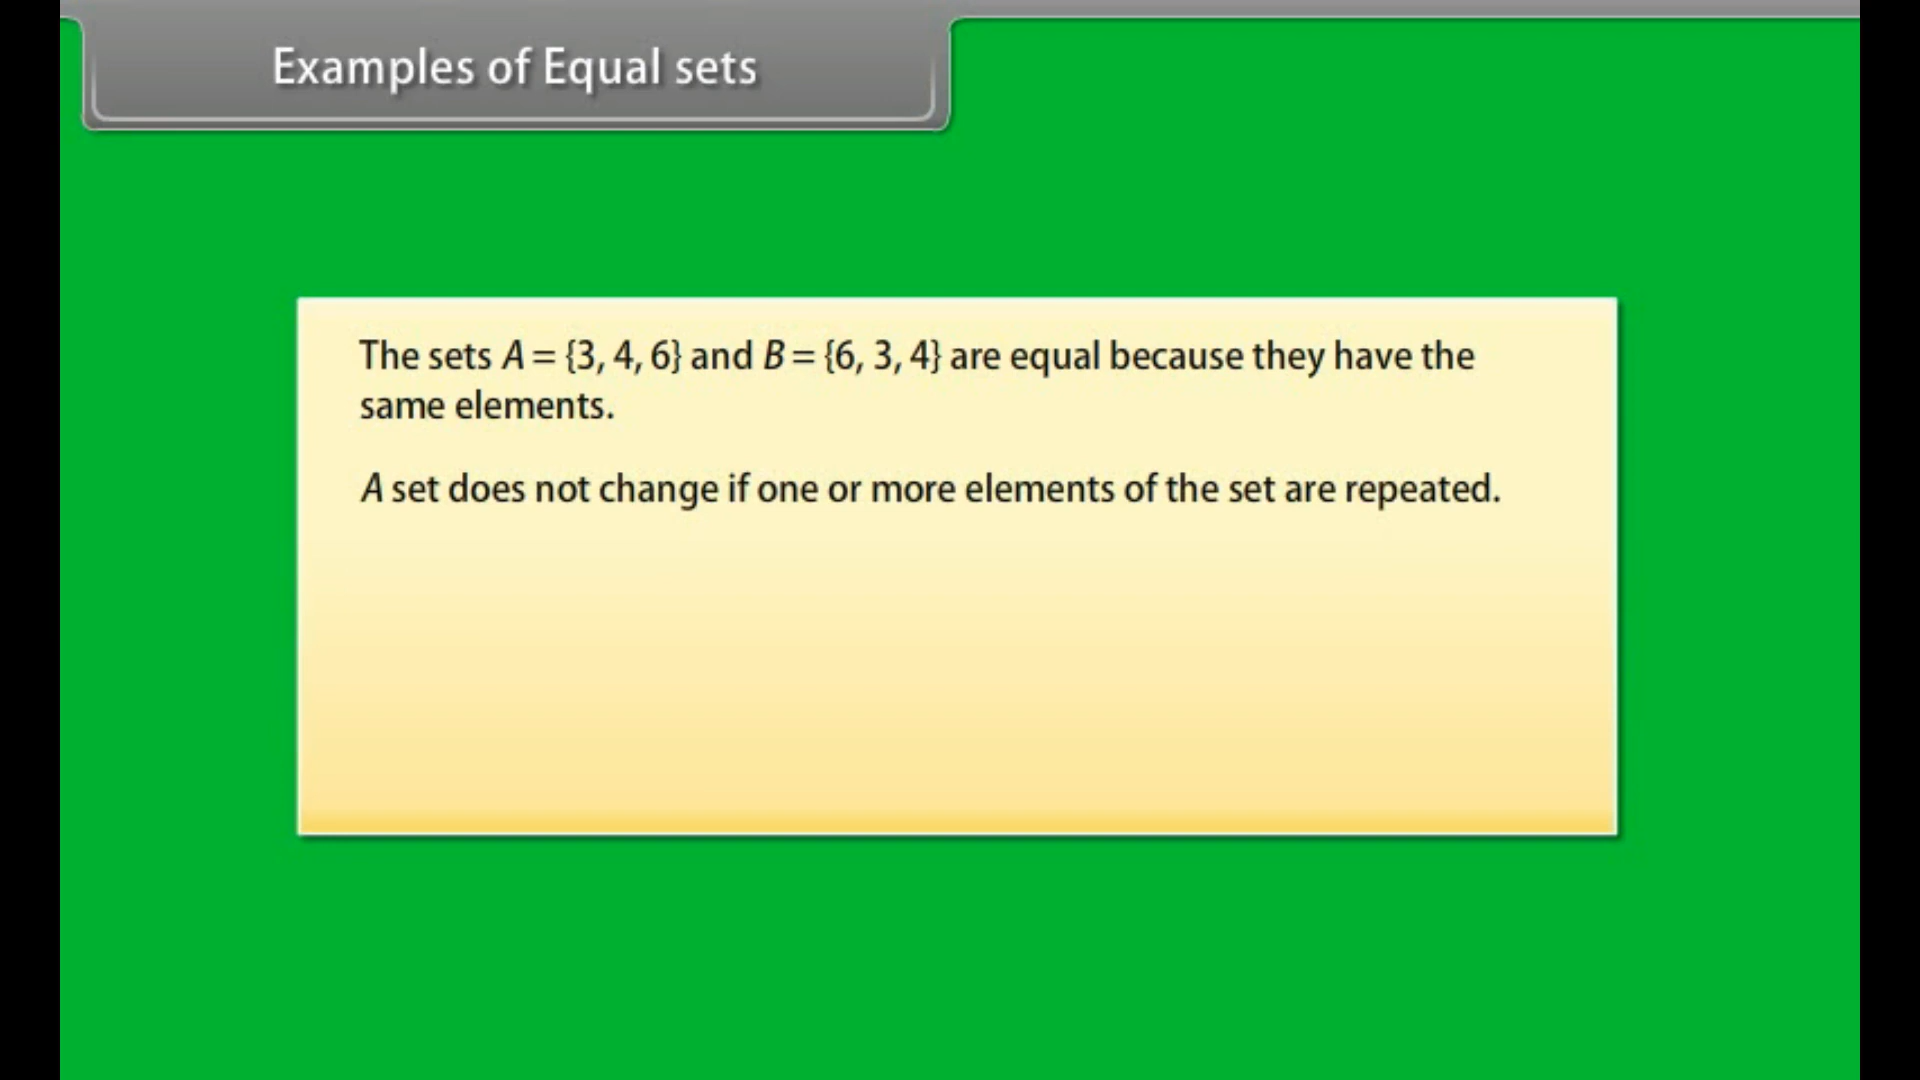 Examples of Equal sets
The sets A = {3, 4, 6} and B = {6, 3, 4} are equal because they have the
same elements.
A set does not change if one or more elements of the set are repeated.